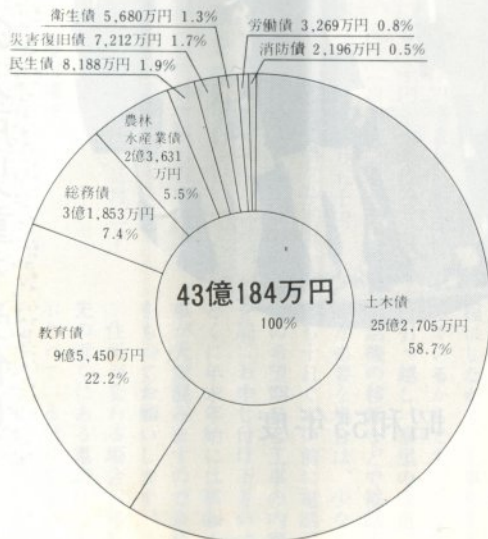 衛生債 5,680万円 1.3%
災害復旧債 7,212万円 1.7%
民生債 8,188万円 1.9%
労働債 3,269万円 0.8%
消防債 2,196万円 0.5%
農林
水産業債
2億3,631
万円
5.5%
総務債
3億1,853万円
7.4%
教育債
9億5,450万円
22.2%
43億184万円
100%
土木債
25億2,705万円
58.7%